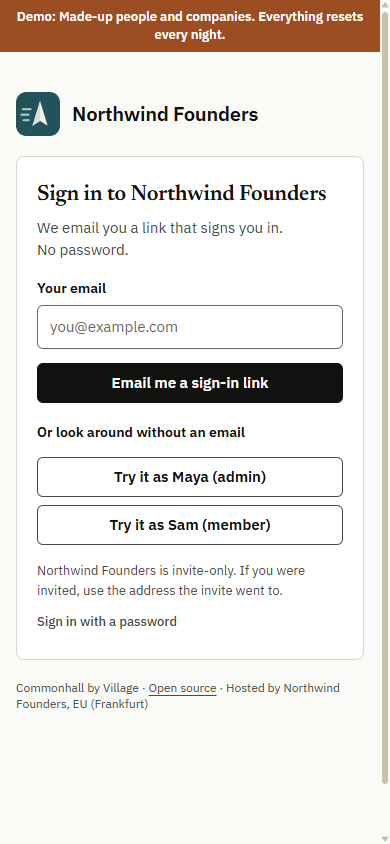 Demo: Made-up people and companies. Everything resets
every night.
Northwind Founders
Sign in to Northwind Founders
We email you a link that signs you in.
No password.
Your email
you@example.com
Email me a sign-in link
Or look around without an email
Try it as Maya (admin)
Try it as Sam (member)
Northwind Founders is invite-only. If you were
invited, use the address the invite went to.
Sign in with a password
Commonhall by Village · Open source · Hosted by Northwind
Founders, EU (Frankfurt)